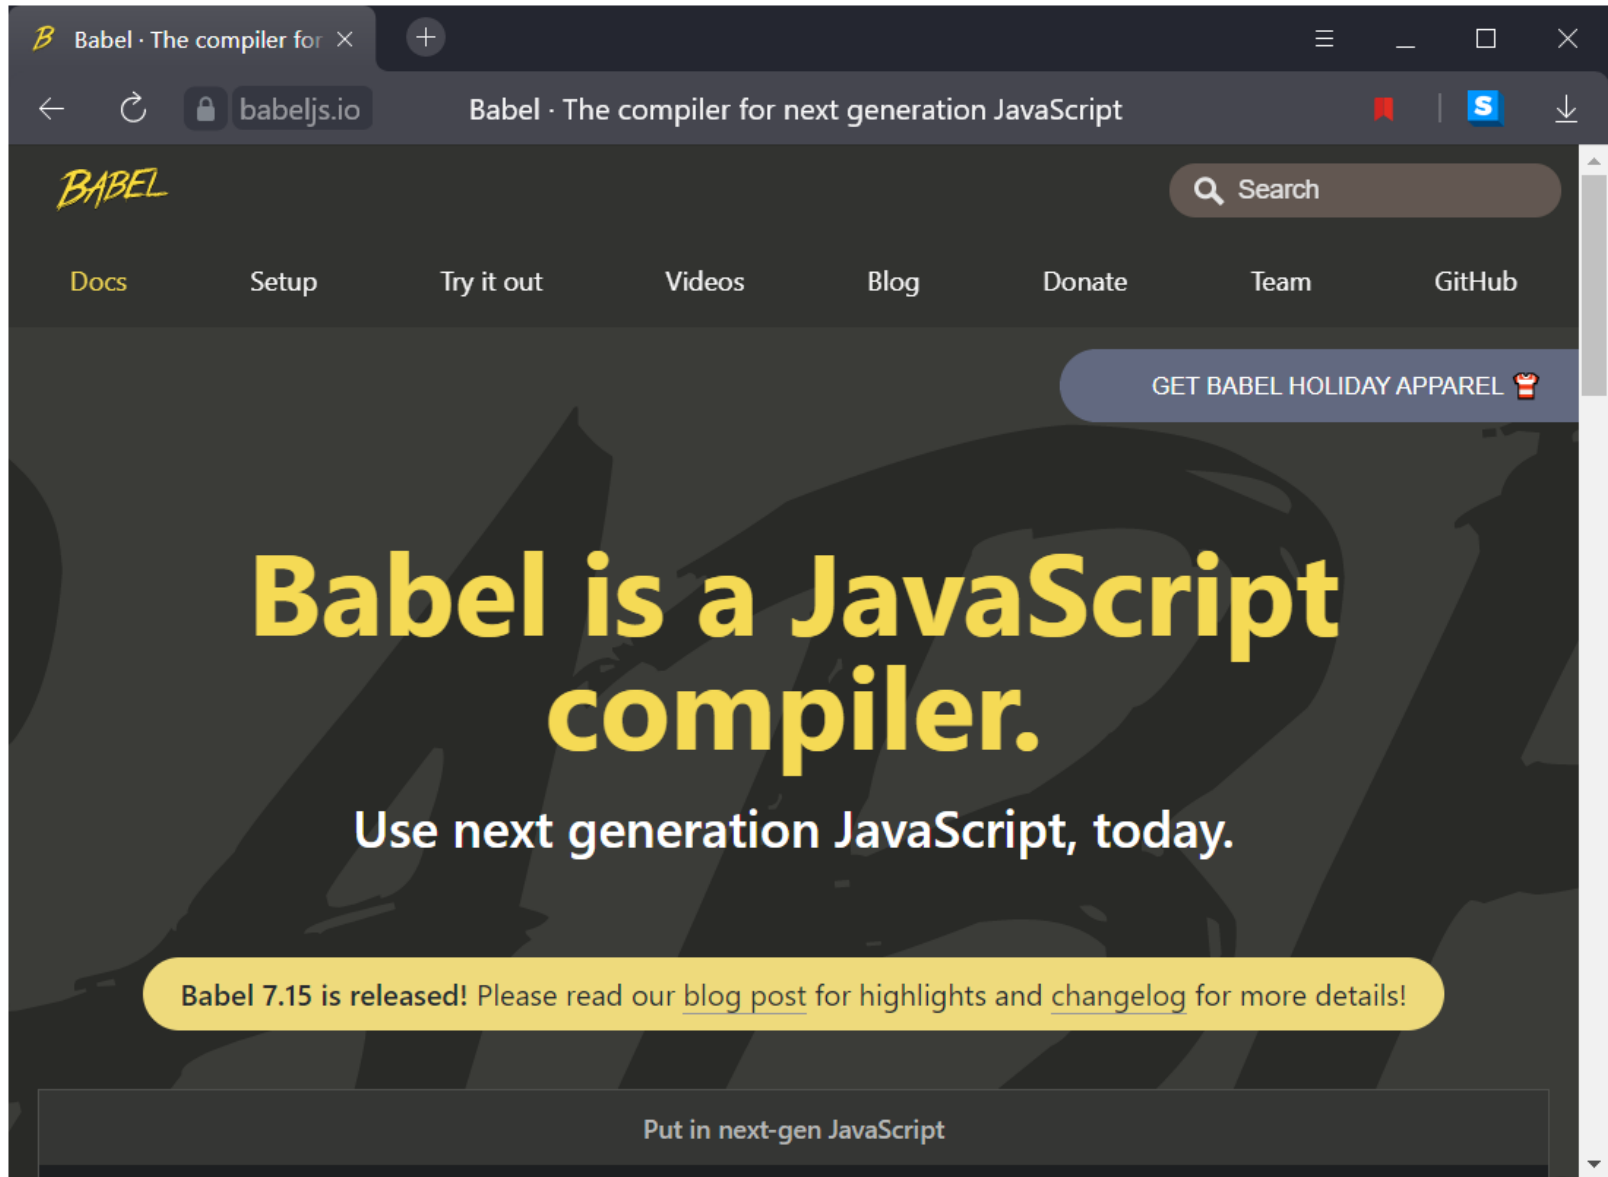 Babel · The compiler for
babeljs.io Babel · The compiler for next generation JavaScript
BABEL
Search
Docs Setup Try it out Videos Blog Donate Team GitHub
GET BABEL HOLIDAY APPAREL
Babel is a JavaScript
compiler.
Use next generation JavaScript, today.
Babel 7.15 is released! Please read our blog post for highlights and changelog for more details!
Put in next-gen JavaScript